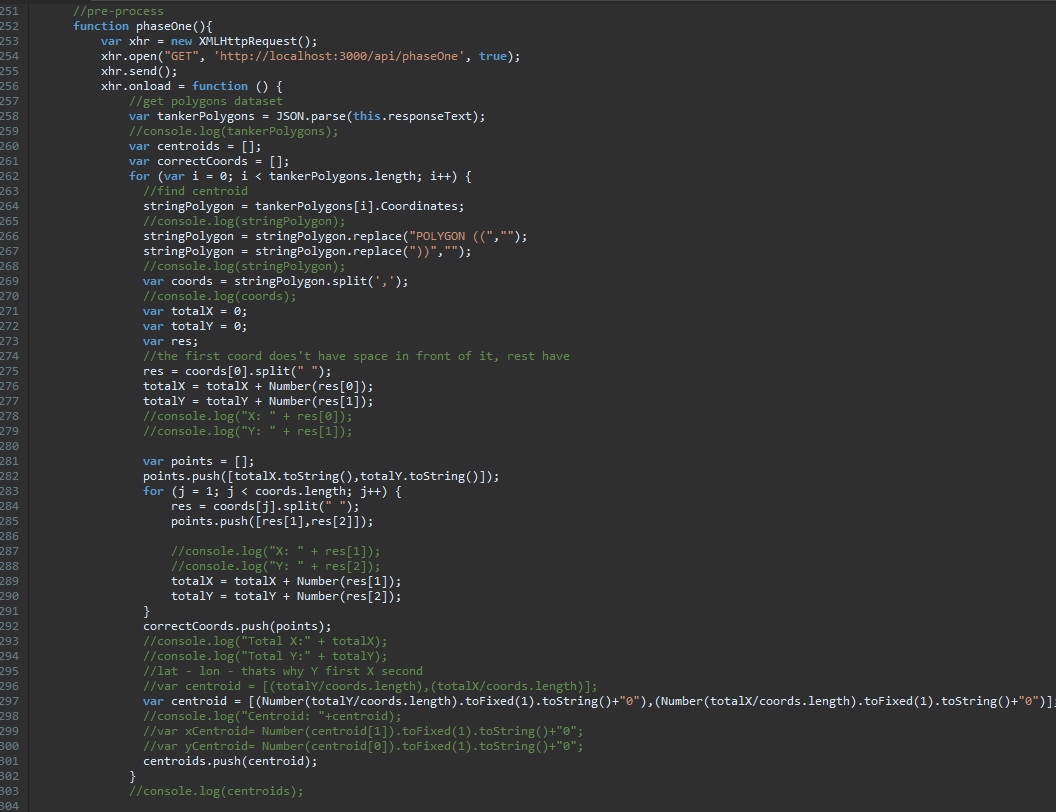 251 //pre-process
252 function phaseOne(){
253 var xhr = new XMLHttpRequest();
254 xhr.open("GET", 'http://localhost:3000/api/phaseOne', true);
255 xhr.send();
256 xhr.onload = function () {
257 //get polygons dataset
258 var tankerPolygons = JSON.parse(this.responseText);
259 //console.log(tankerPolygons);
260 var centroids = [];
261 var correctCoords = [];
262 for (var i = 0; i < tankerPolygons.length; i++) {
263 //find centroid
264 stringPolygon = tankerPolygons[i].Coordinates;
265 //console.log(stringPolygon);
266 stringPolygon = stringPolygon.replace("POLYGON ((","");
267 stringPolygon = stringPolygon.replace("))","");
268 //console.log(stringPolygon);
269 var coords = stringPolygon.split(',');
270 //console.log(coords);
271 var totalX = 0;
272 var totalY = 0;
273 var res;
274 //the first coord does't have space in front of it, rest have
275 res = coords[0].split(" ");
276 totalX = totalX + Number(res[0]);
277 totalY = totalY + Number(res[1]);
278 //console.log("X: " + res[0]);
279 //console.log("Y: " + res[1]);
280
281 var points = [];
282 points.push([totalX.toString(),totalY.toString()]);
283 for (j = 1; j < coords.length; j++) {
284 res = coords[j].split(" ");
285 points.push([res[1],res[2]]);
286
287 //console.log("X: " + res[1]);
288 //console.log("Y: " + res[2]);
289 totalX = totalX + Number(res[1]);
290 totalY = totalY + Number(res[2]);
291 }
292 correctCoords.push(points);
293 //console.log("Total X:" + totalX);
294 //console.log("Total Y:" + totalY);
295 //lat - lon - thats why Y first X second
296 //var centroid = [(totalY/coords.length),(totalX/coords.length)];
297 var centroid = [(Number(totalY/coords.length).toFixed(1).toString()+"0"),(Number(totalX/coords.length).toFixed(1).toString()+"0")];
298 //console.log("Centroid: "+centroid);
299 //var xCentroid= Number(centroid[1]).toFixed(1).toString()+"0";
300 //var yCentroid= Number(centroid[0]).toFixed(1).toString()+"0";
301 centroids.push(centroid);
302 }
303 //console.log(centroids);
304